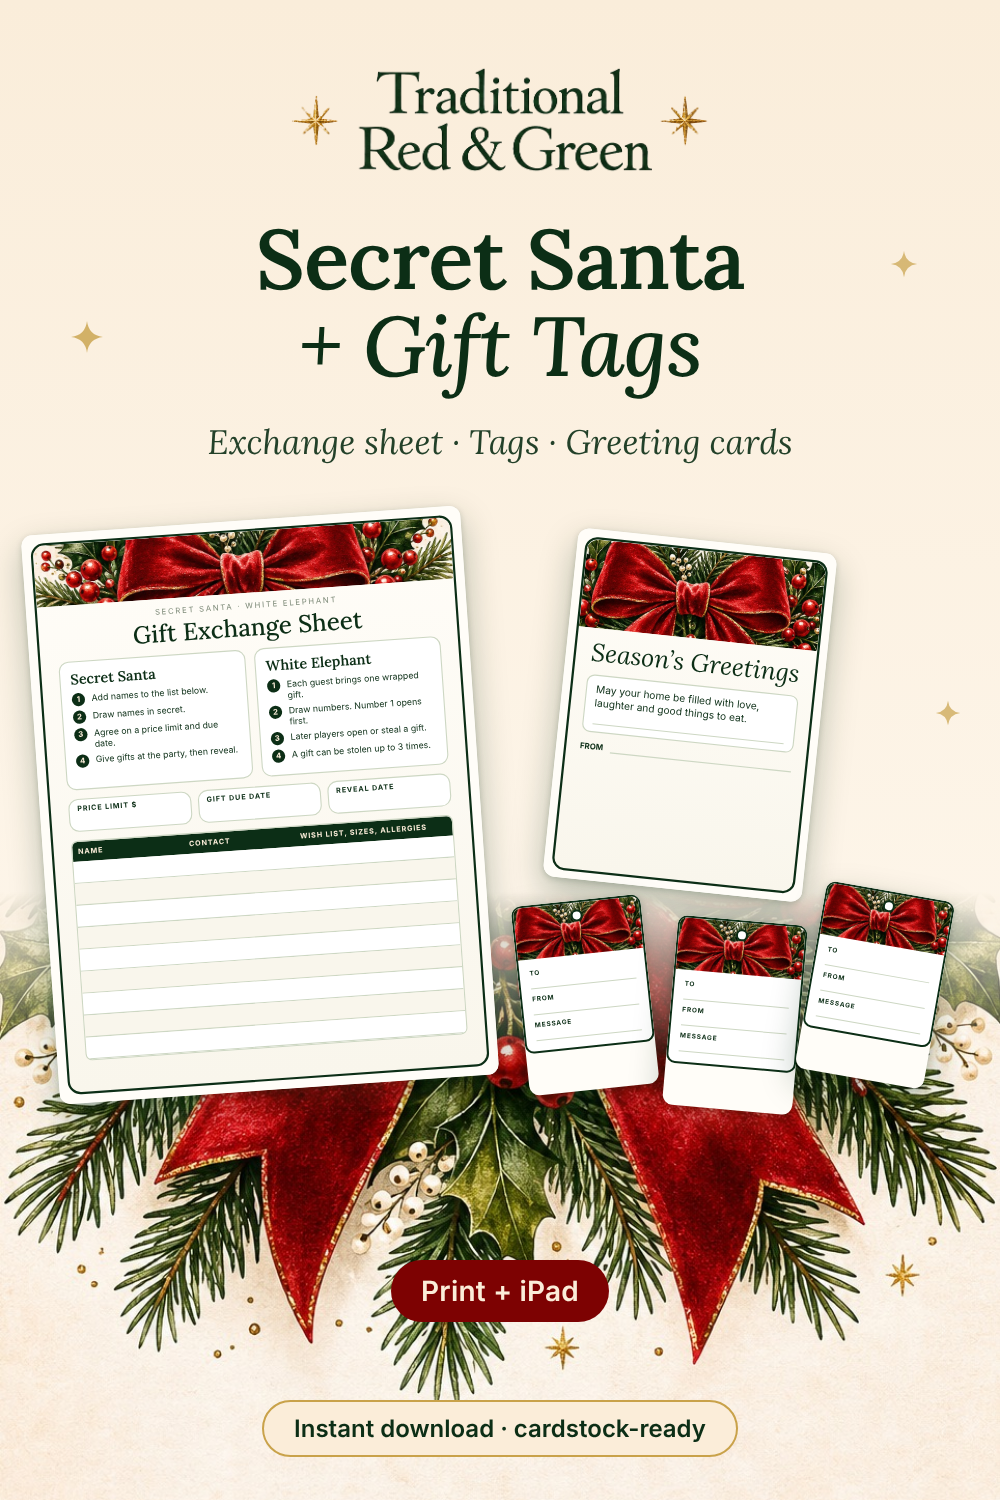 Traditional
Red & Green
Secret Santa
+ Gift Tags
Exchange sheet · Tags · Greeting cards
SECRET SANTA · WHITE ELEPHANT
Gift Exchange Sheet
Secret Santa
1 Add names to the list below.
2 Draw names in secret.
3 Agree on a price limit and due
date.
4 Give gifts at the party, then reveal.
White Elephant
1 Each guest brings one wrapped
gift.
2 Draw numbers. Number 1 opens
first.
3 Later players open or steal a gift.
4 A gift can be stolen up to 3 times.
PRICE LIMIT $
GIFT DUE DATE
REVEAL DATE
NAME CONTACT WISH LIST, SIZES, ALLERGIES
Season's Greetings
May your home be filled with love,
laughter and good things to eat.
FROM
TO
FROM
MESSAGE
TO
FROM
MESSAGE
TO
FROM
MESSAGE
Print + iPad
Instant download · cardstock-ready